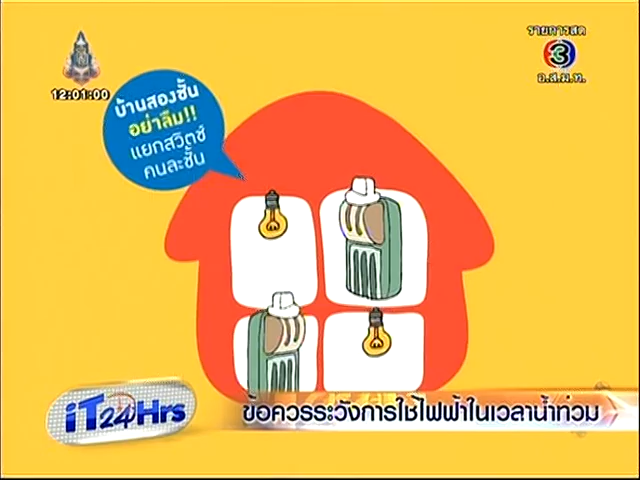 รายการสด
3
อ.ส.ม.ท.
12:01:00
บ้านสองชั้น
อย่าลืม!!
แยกสวิตช์
คนละชั้น
iT24Hrs
ข้อควรระวังการใช้ไฟฟ้าในเวลาน้ำท่วม